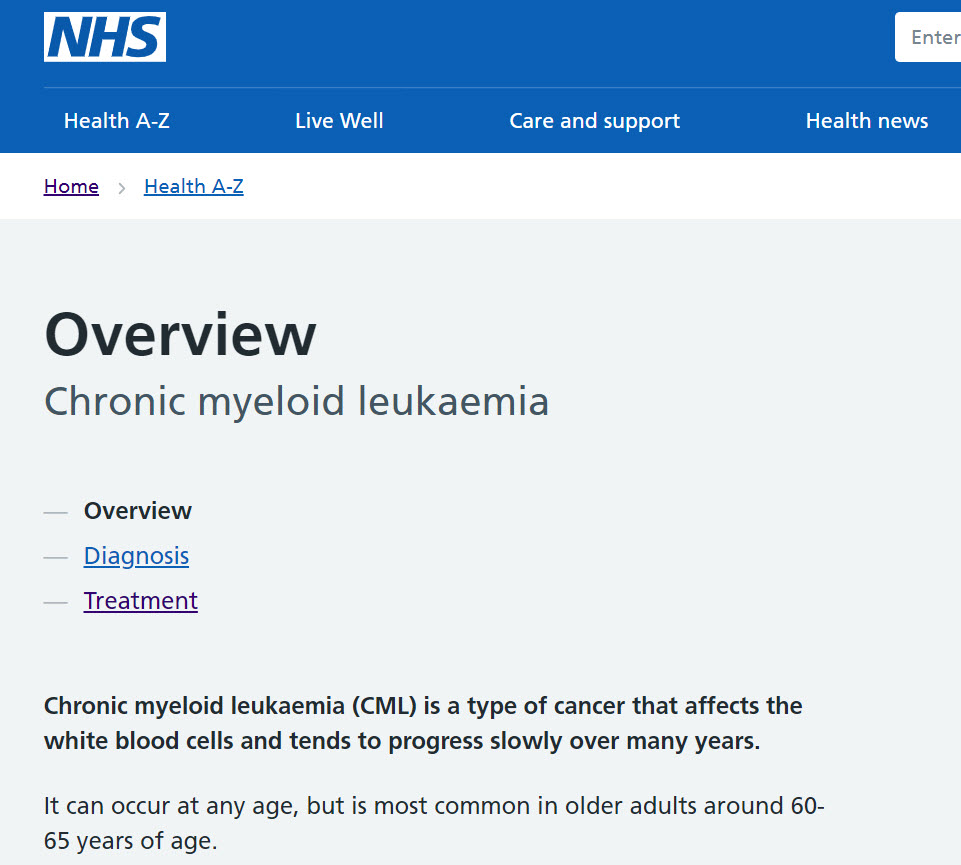 NHS
Enter
Health A-Z
Live Well
Care and support
Health news
Home
Health A-Z
Overview
Chronic myeloid leukaemia
Overview
Diagnosis
Treatment
Chronic myeloid leukaemia (CML) is a type of cancer that affects the
white blood cells and tends to progress slowly over many years.
It can occur at any age, but is most common in older adults around 60-
65 years of age.